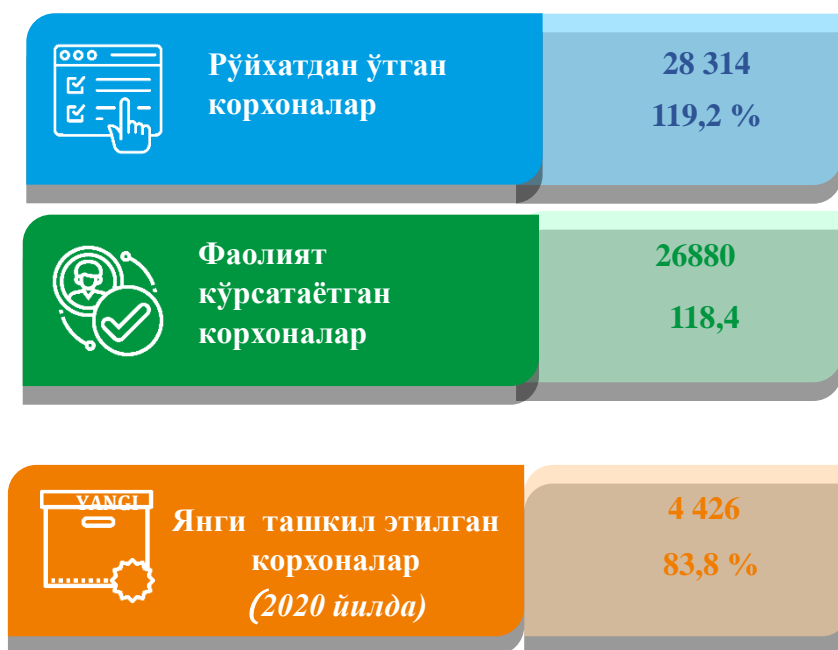 Рўйхатдан ўтган
корхоналар
28 314
119,2 %
Фаолият
кўрсатаётган
корхоналар
26880
118,4
YANGI
Янги ташкил этилган
корхоналар
(2020 йилда)
4 426
83,8 %